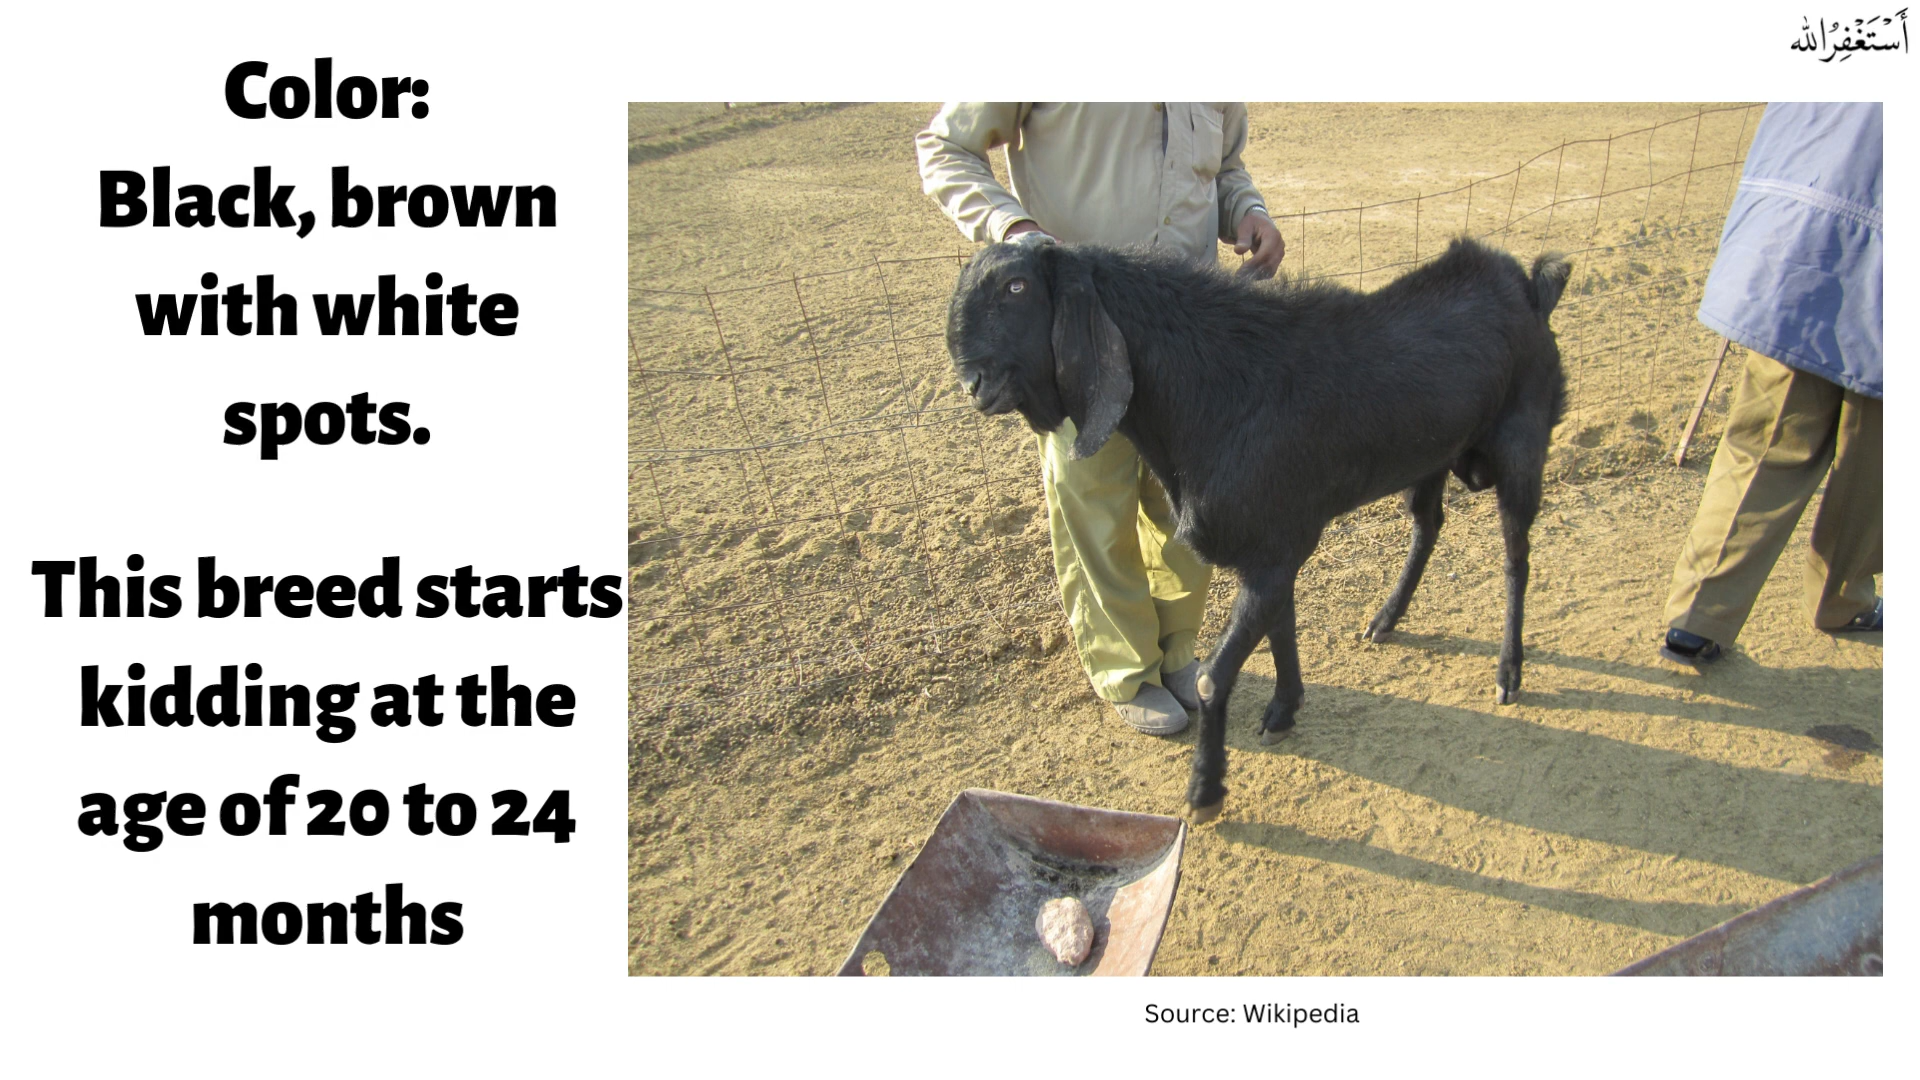 أَسْتَغْفِرُالله
Color:
Black, brown
with white
spots.
This breed starts
kidding at the
age of 20 to 24
months
Source: Wikipedia